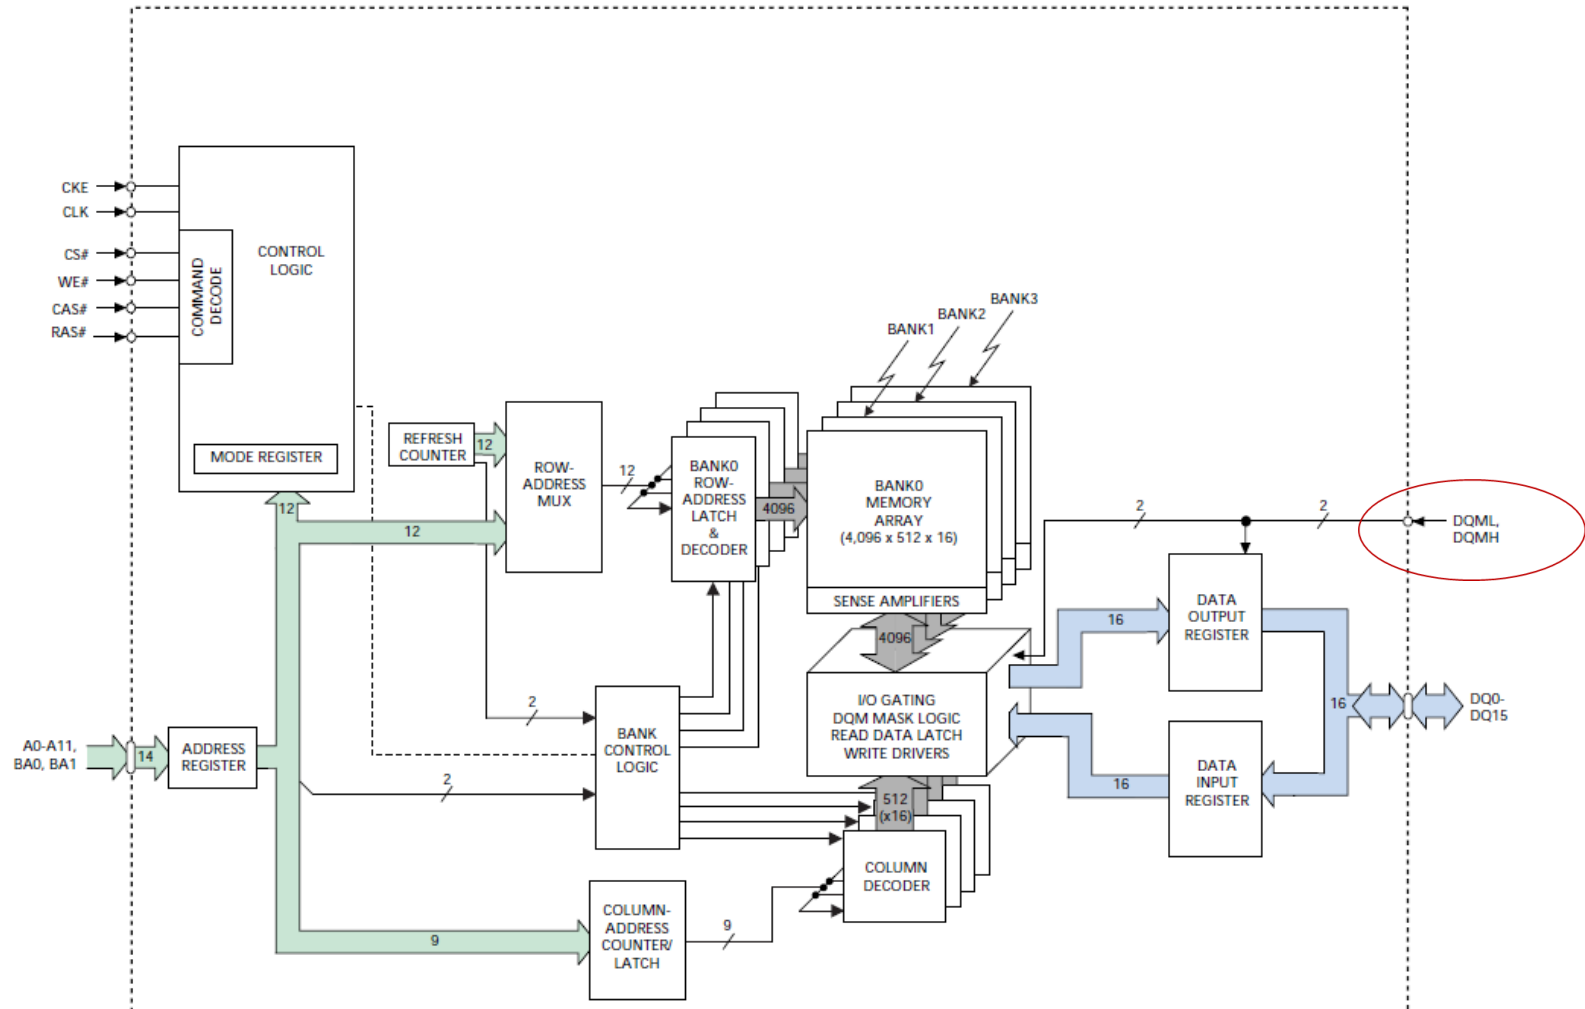 CKE
CLK
CS#
WE#
CAS#
RAS#
COMMAND
DECODE
CONTROL
LOGIC
MODE REGISTER
12
REFRESH
COUNTER
12
12
ROW-
ADDRESS
MUX
12
BANK0
ROW-
ADDRESS
LATCH
&
DECODER
4096
BANK1
BANK2
BANK3
BANK0
MEMORY
ARRAY
(4,096 x 512 x 16)
SENSE AMPLIFIERS
4096
I/O GATING
DQM MASK LOGIC
READ DATA LATCH
WRITE DRIVERS
512
(x16)
COLUMN
DECODER
2
2
DQML,
DQMH
16
DATA
OUTPUT
REGISTER
16
DQ0-
DQ15
16
DATA
INPUT
REGISTER
A0-A11,
BA0, BA1
14
ADDRESS
REGISTER
2
2
BANK
CONTROL
LOGIC
9
COLUMN-
ADDRESS
COUNTER/
LATCH
9